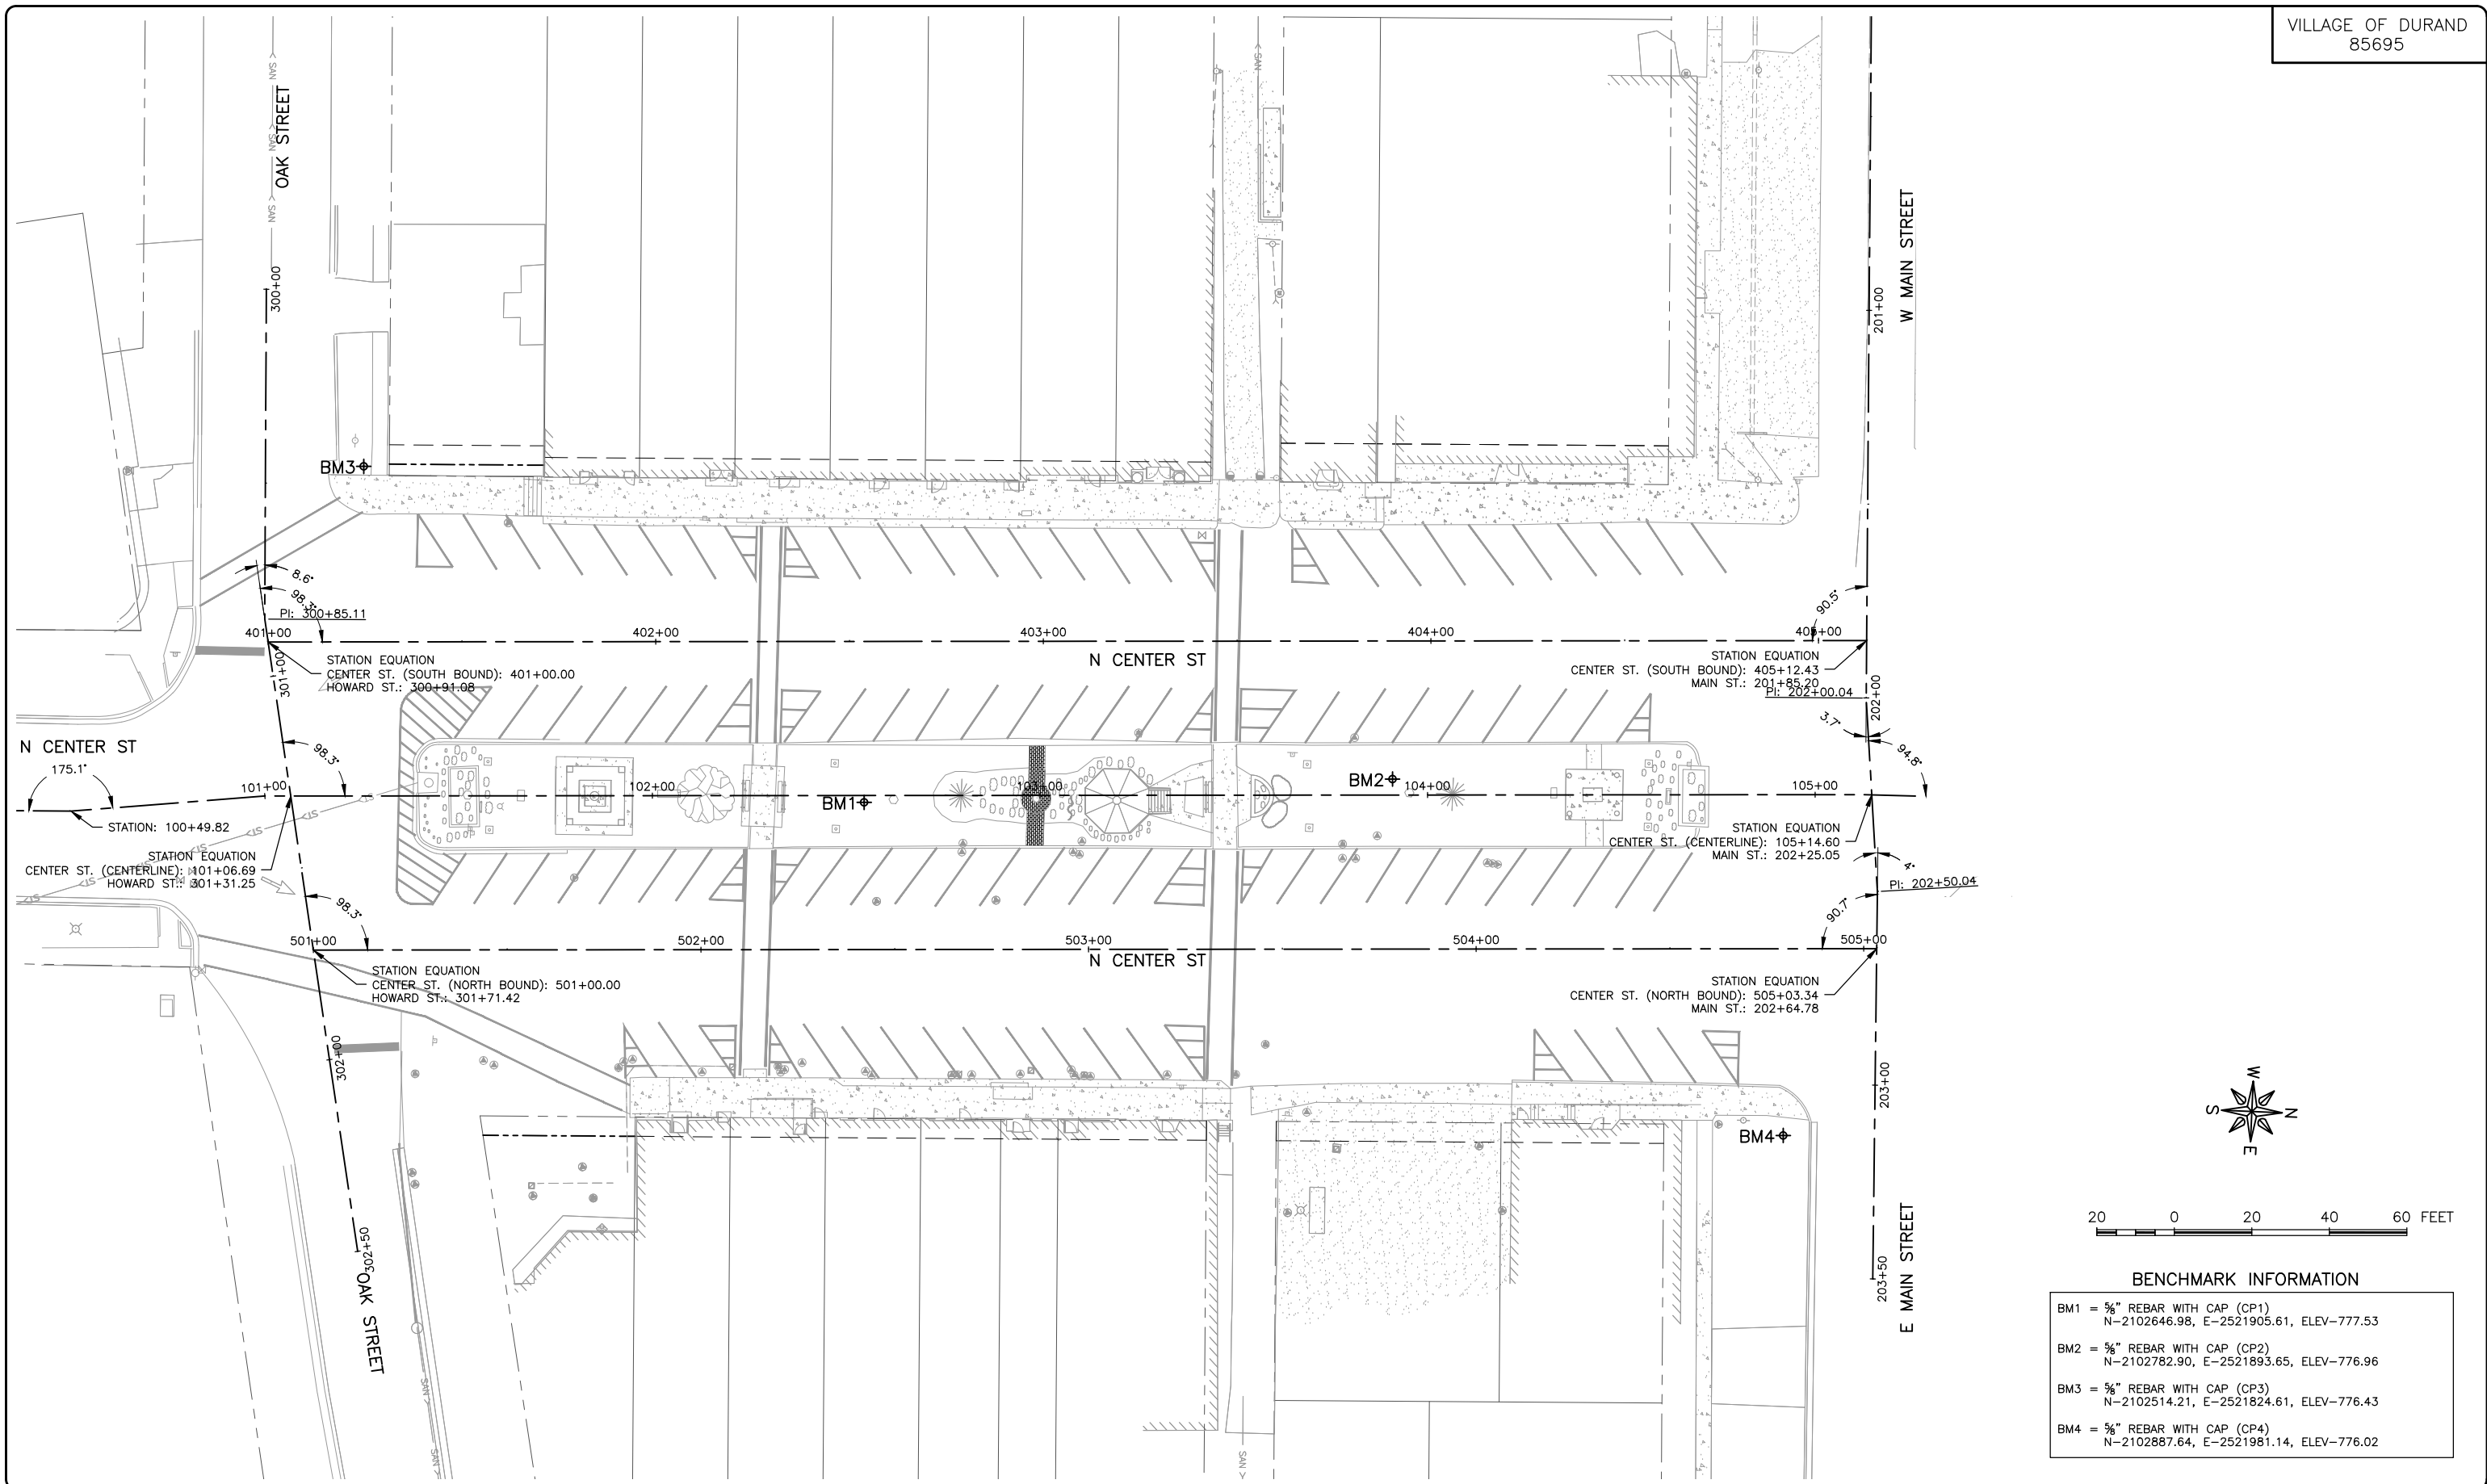 VILLAGE OF DURAND
85695
< SAN
< SAN
< SAN
OAK STREET
< SAN
300+00
201+00
W MAIN STREET
BM3
8.6°
98.3°
PI: 300+85.11
90.5°
401+00
402+00
403+00
404+00
405+00
301+00
N CENTER ST
STATION EQUATION
CENTER ST. (SOUTH BOUND): 401+00.00
HOWARD ST.: 300+91.08
STATION EQUATION
CENTER ST. (SOUTH BOUND): 405+12.43
MAIN ST.: 201+85.20
PI: 202+00.04
202+00
3.7°
94.8°
N CENTER ST
98.3°
175.1°
101+00
102+00
BM1
103+00
BM2
104+00
105+00
STATION: 100+49.82
<ST
<ST
<ST
<ST
<ST
<ST
STATION EQUATION
CENTER ST. (CENTERLINE): 101+06.69
HOWARD ST.: 301+31.25
STATION EQUATION
CENTER ST. (CENTERLINE): 105+14.60
MAIN ST.: 202+25.05
4°
PI: 202+50.04
98.3°
90.7°
501+00
502+00
503+00
504+00
505+00
N CENTER ST
STATION EQUATION
CENTER ST. (NORTH BOUND): 501+00.00
HOWARD ST.: 301+71.42
STATION EQUATION
CENTER ST. (NORTH BOUND): 505+03.34
MAIN ST.: 202+64.78
302+00
203+00
BM4
W
S
N
E
302+50
OAK STREET
203+50
E MAIN STREET
SAN >
SAN >
SAN >
20 0 20 40 60 FEET
BENCHMARK INFORMATION
BM1 = ⅝" REBAR WITH CAP (CP1)
N-2102646.98, E-2521905.61, ELEV-777.53
BM2 = ⅝" REBAR WITH CAP (CP2)
N-2102782.90, E-2521893.65, ELEV-776.96
BM3 = ⅝" REBAR WITH CAP (CP3)
N-2102514.21, E-2521824.61, ELEV-776.43
BM4 = ⅝" REBAR WITH CAP (CP4)
N-2102887.64, E-2521981.14, ELEV-776.02